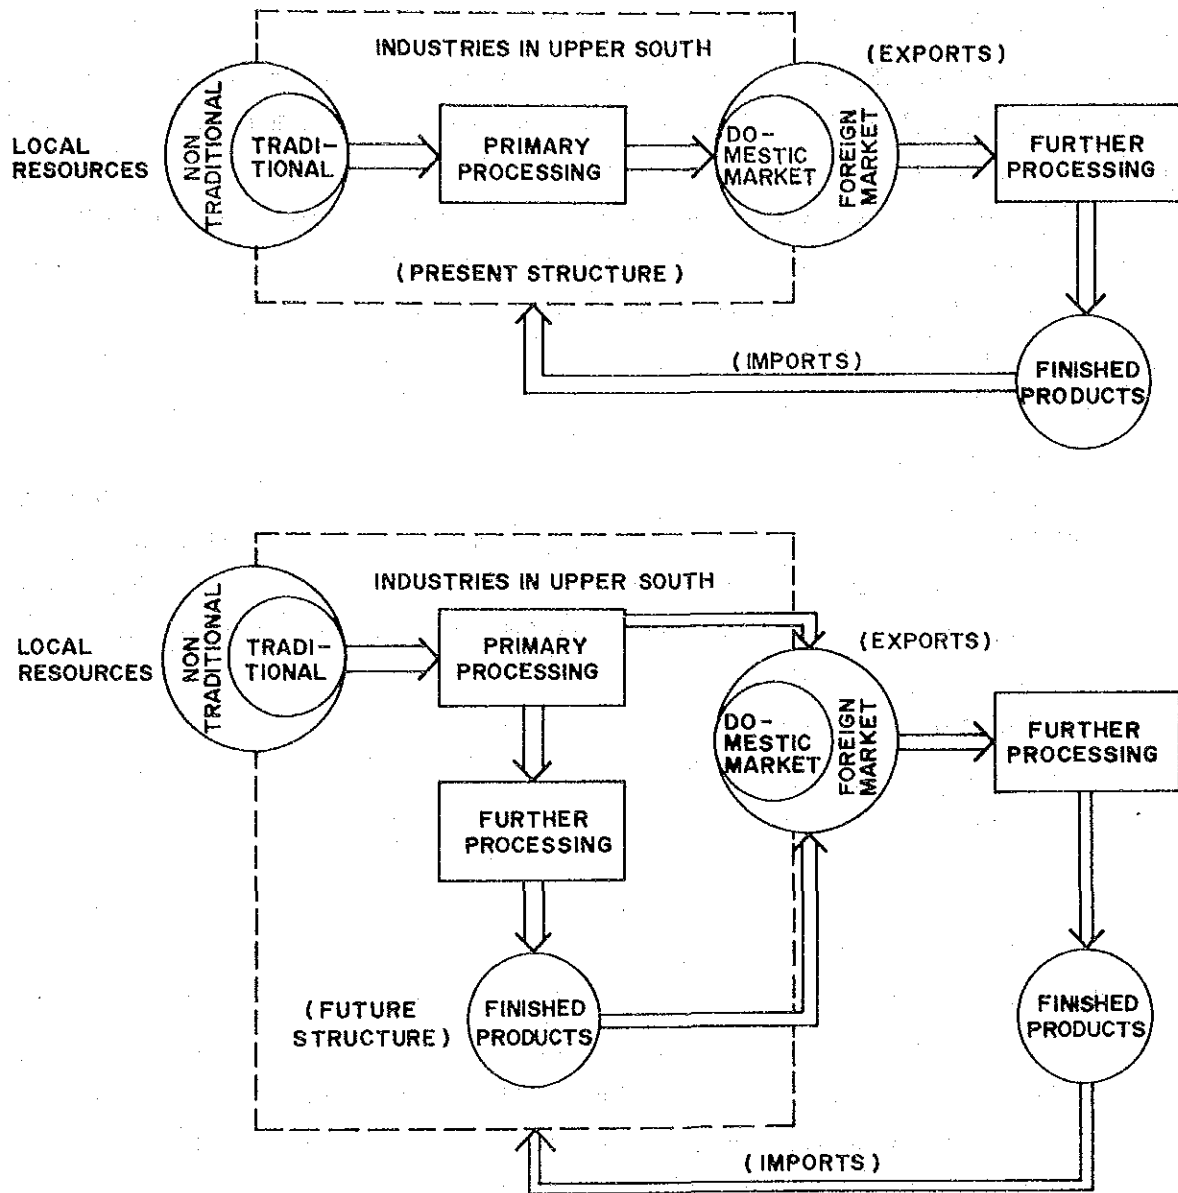 INDUSTRIES IN UPPER SOUTH
(EXPORTS)
LOCAL
RESOURCES
NON
TRADITIONAL
TRADI-
TIONAL
PRIMARY
PROCESSING
DO-
MESTIC
MARKET
FOREIGN
MARKET
FURTHER
PROCESSING
(PRESENT STRUCTURE)
(IMPORTS)
FINISHED
PRODUCTS
INDUSTRIES IN UPPER SOUTH
(EXPORTS)
LOCAL
RESOURCES
NON
TRADITIONAL
TRADI-
TIONAL
PRIMARY
PROCESSING
DO-
MESTIC
MARKET
FOREIGN
MARKET
FURTHER
PROCESSING
FURTHER
PROCESSING
(FUTURE
STRUCTURE)
FINISHED
PRODUCTS
FINISHED
PRODUCTS
(IMPORTS)